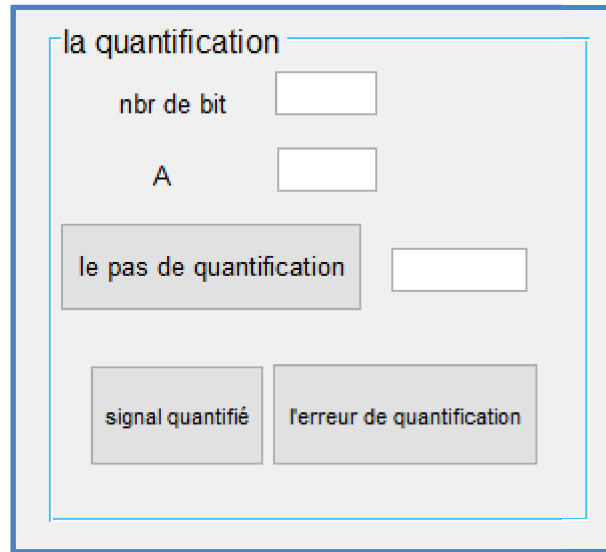 la quantification
nbr de bit
A
le pas de quantification
signal quantifié
l'erreur de quantification